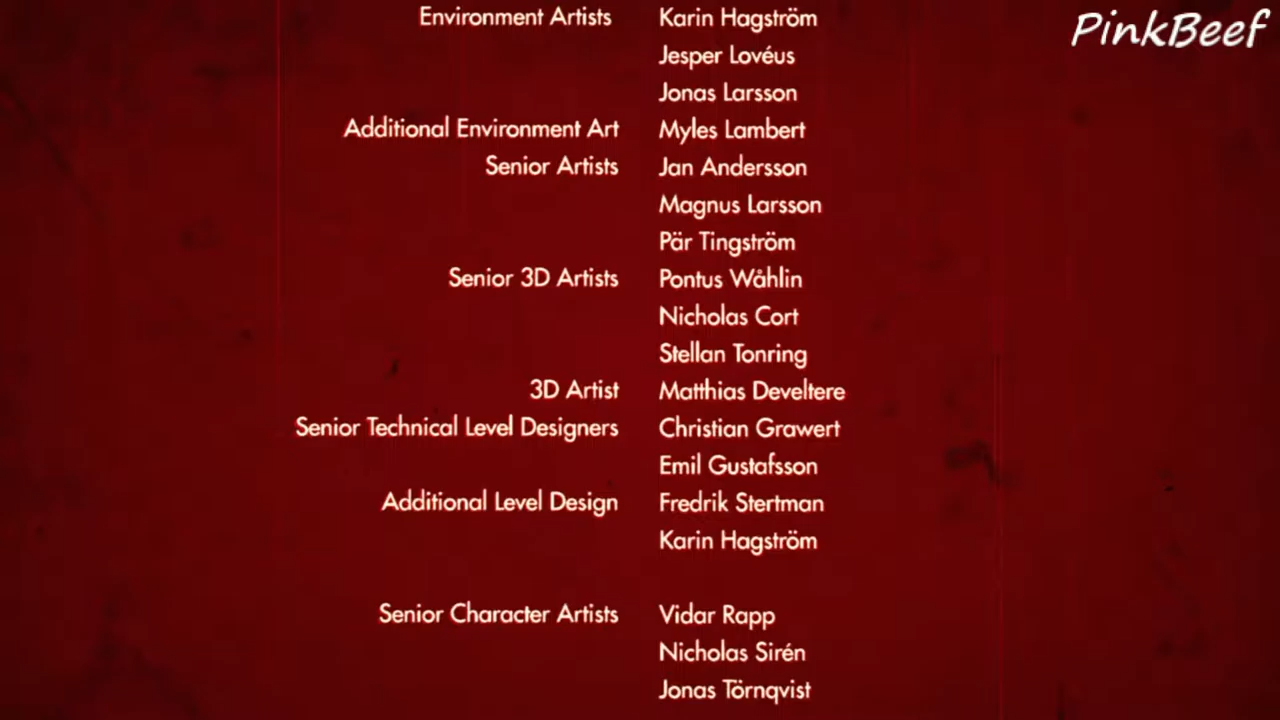 PinkBeef
Environment Artists Karin Hagström
Jesper Lovéus
Jonas Larsson
Additional Environment Art Myles Lambert
Senior Artists Jan Andersson
Magnus Larsson
Pär Tingström
Senior 3D Artists Pontus Wåhlin
Nicholas Cort
Stellan Tonring
3D Artist Matthias Develtere
Senior Technical Level Designers Christian Grawert
Emil Gustafsson
Additional Level Design Fredrik Stertman
Karin Hagström
Senior Character Artists Vidar Rapp
Nicholas Sirén
Jonas Törnqvist